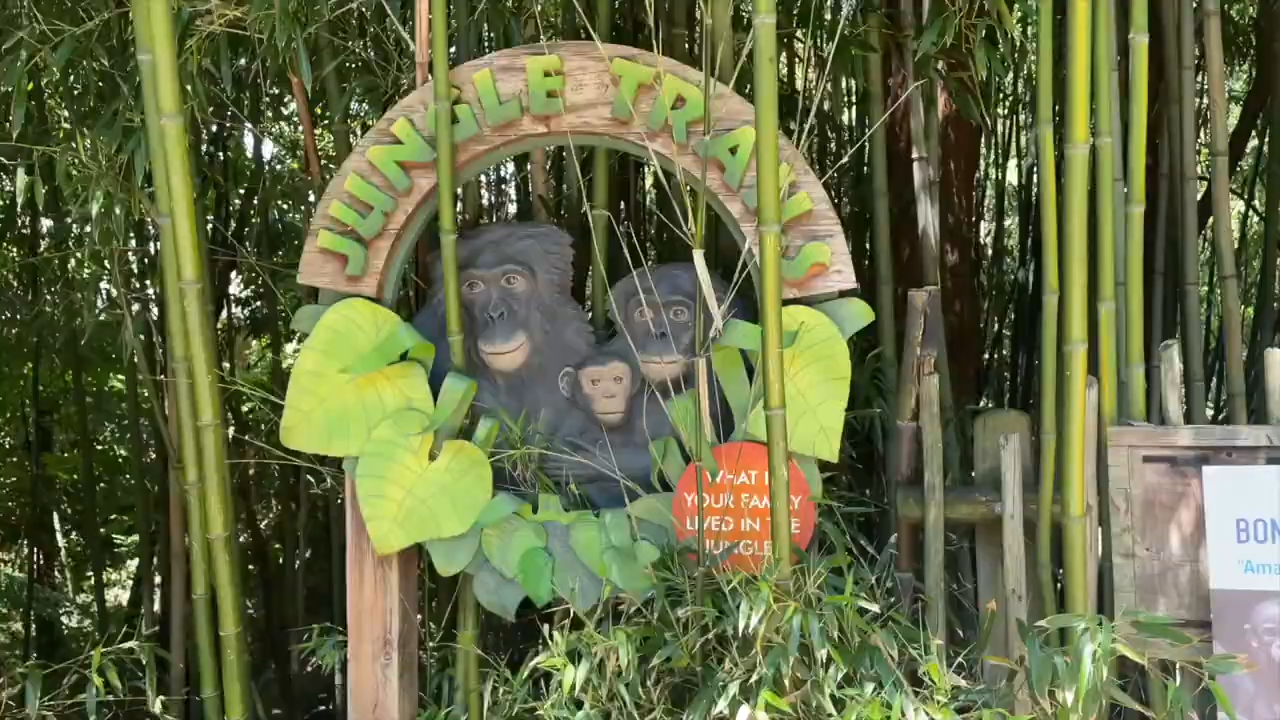 JUNGLE TRAILS
WHAT IF
YOUR FAMILY
LIVED IN THE
JUNGLE
BON
"Ama